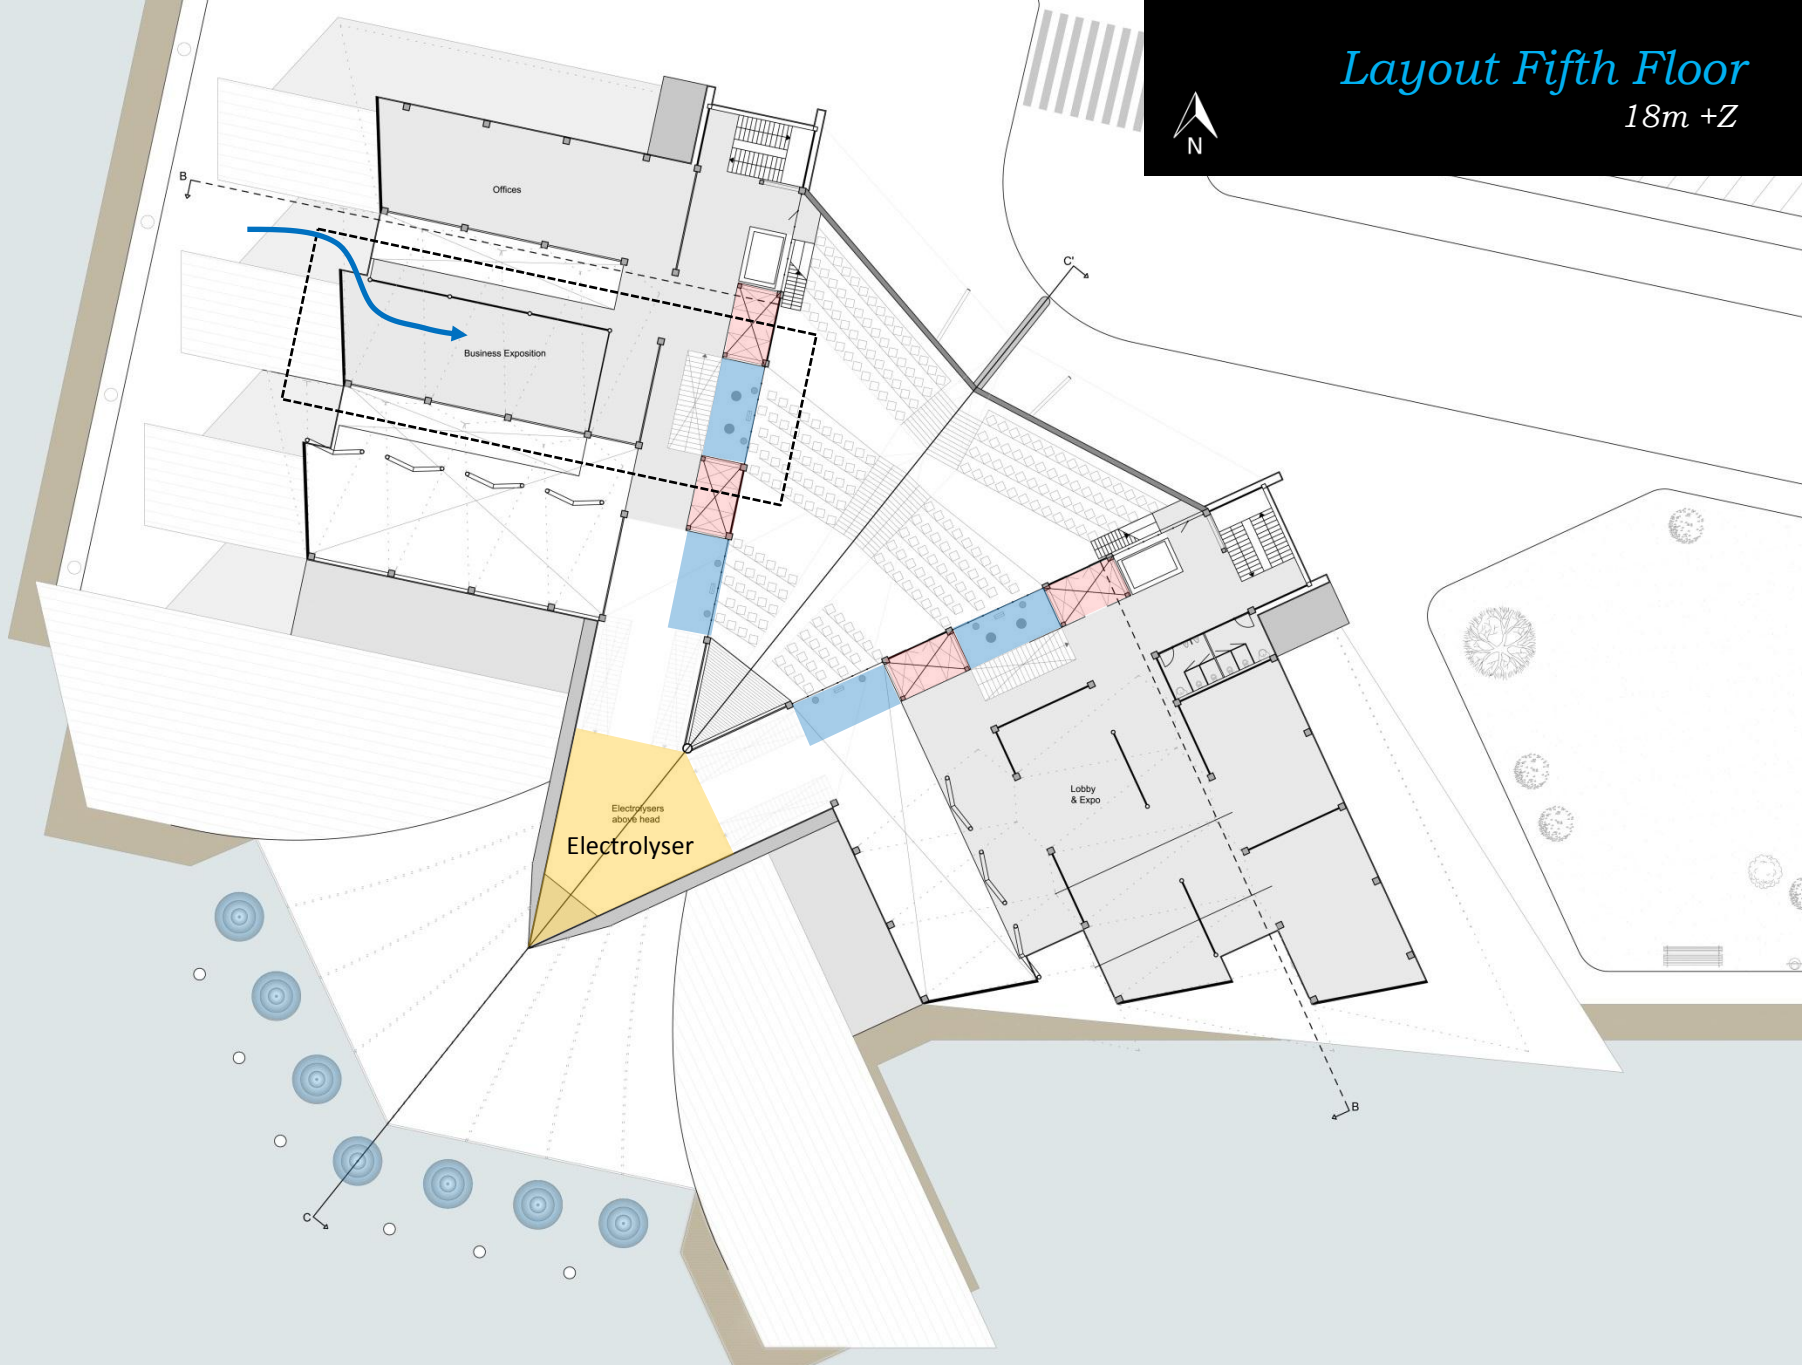 Layout Fifth Floor
18m +Z
N
B
Offices
C'
Business Exposition
Lobby
& Expo
Electrolysers
above head
Electrolyser
B
C